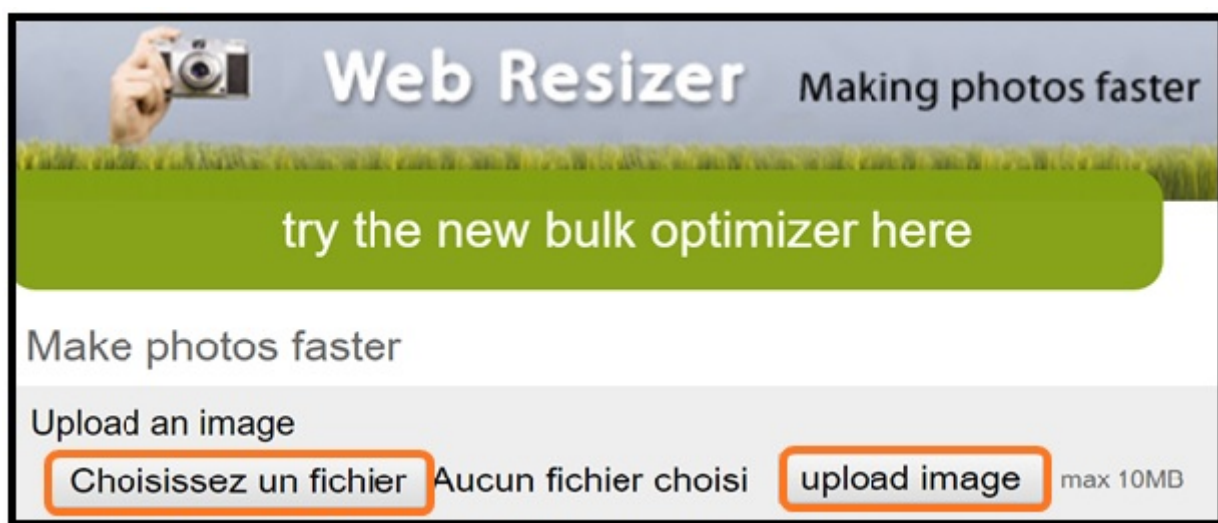 Web Resizer Making photos faster
try the new bulk optimizer here
Make photos faster
Upload an image
Choisissez un fichier Aucun fichier choisi upload image max 10MB